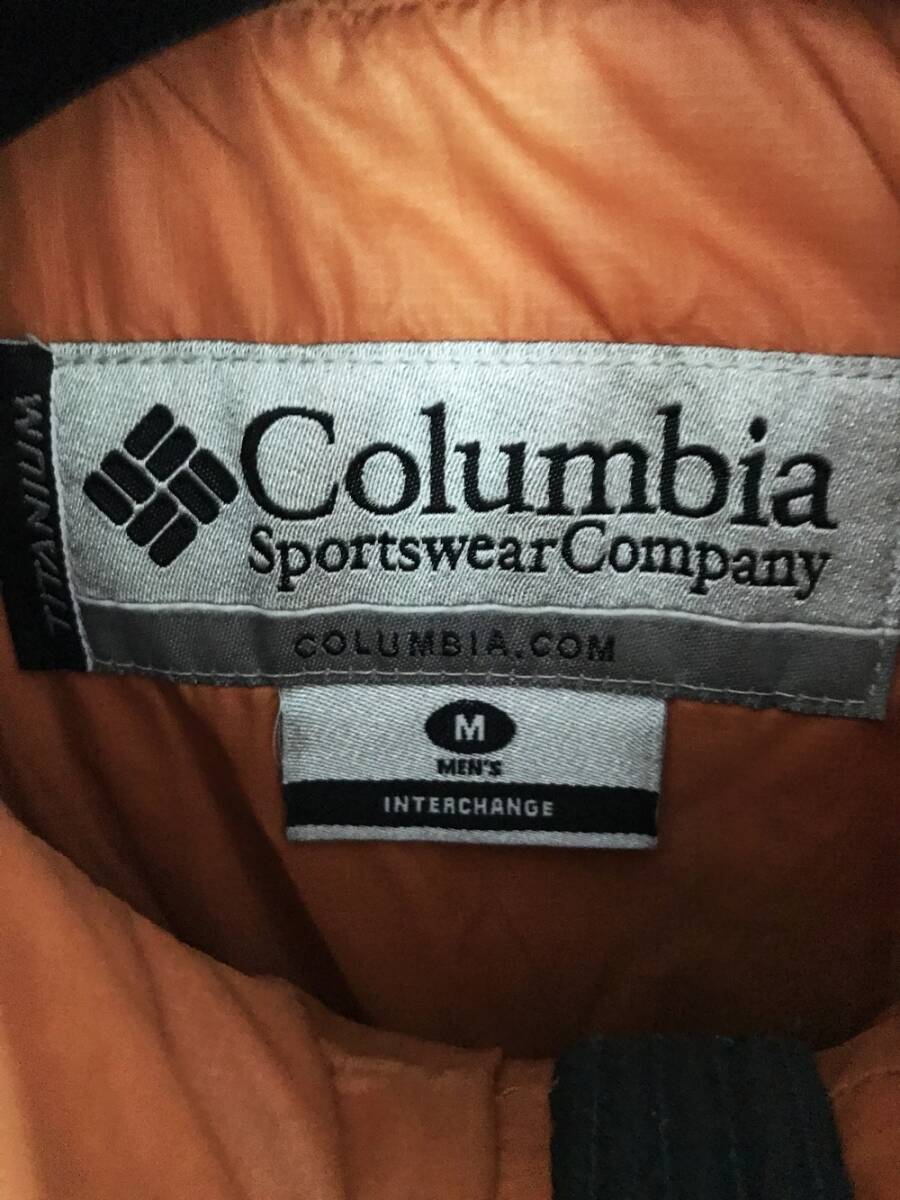 TITANIUM
Columbia
Sportswear Company
COLUMBIA.COM
M
MEN'S
INTERCHANGE